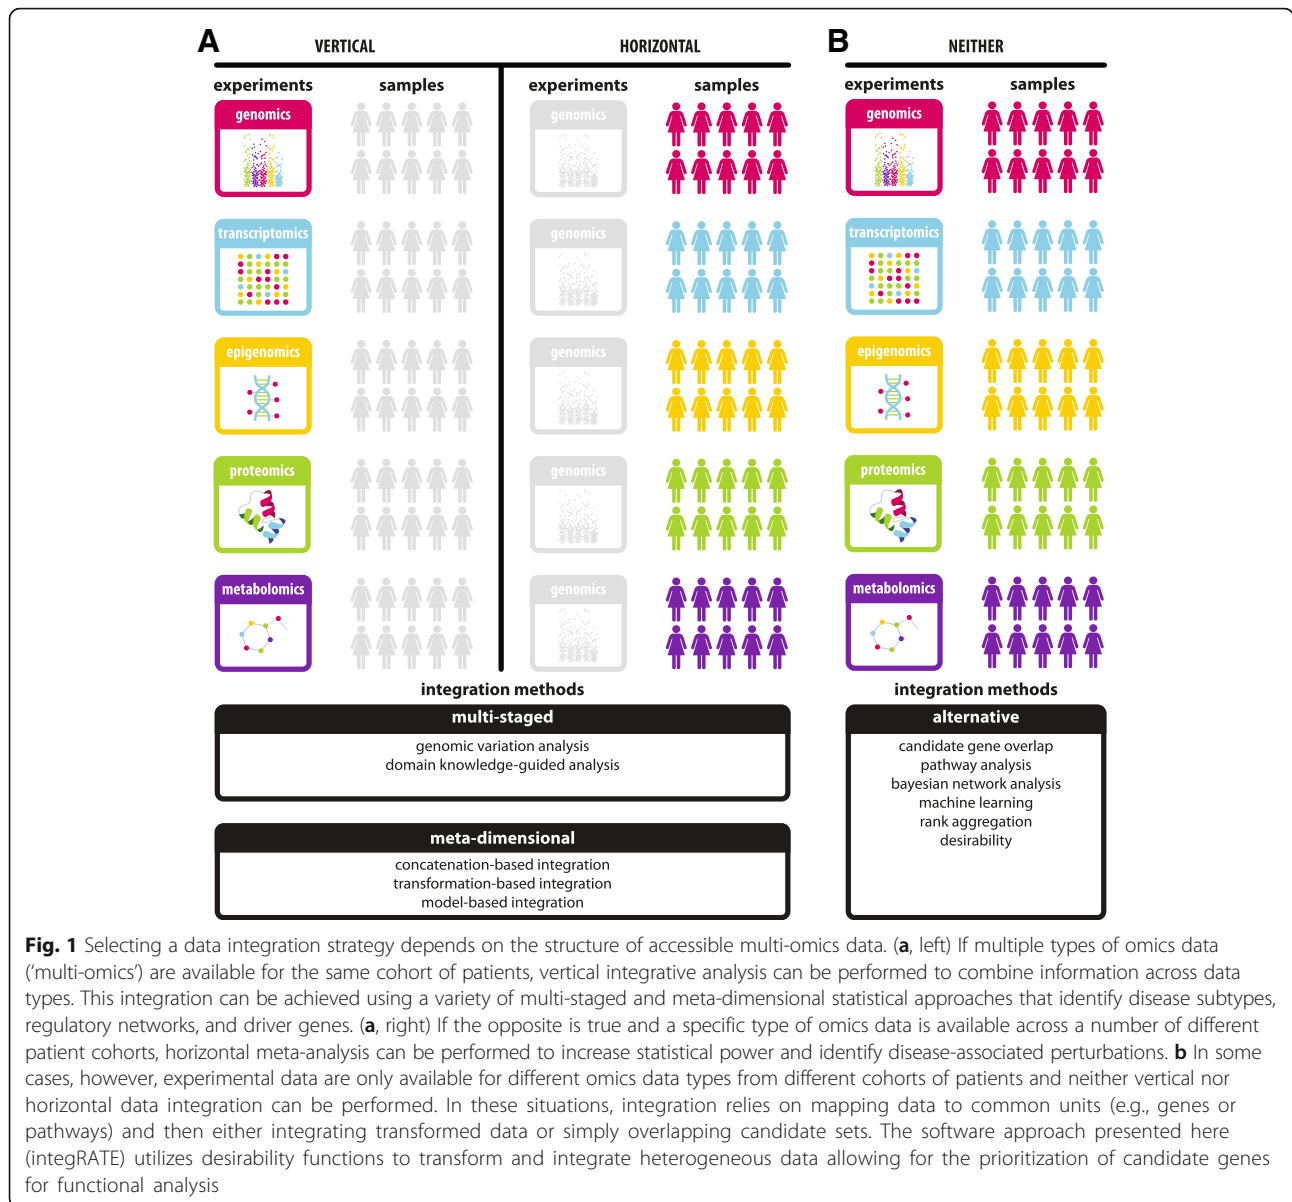 A
VERTICAL
HORIZONTAL
B
NEITHER
experiments
samples
experiments
samples
experiments
samples
genomics
genomics
genomics
transcriptomics
genomics
transcriptomics
epigenomics
genomics
epigenomics
proteomics
genomics
proteomics
metabolomics
genomics
metabolomics
integration methods
multi-staged
genomic variation analysis
domain knowledge-guided analysis
meta-dimensional
concatenation-based integration
transformation-based integration
model-based integration
integration methods
alternative
candidate gene overlap
pathway analysis
bayesian network analysis
machine learning
rank aggregation
desirability
Fig. 1 Selecting a data integration strategy depends on the structure of accessible multi-omics data. (a, left) If multiple types of omics data
('multi-omics') are available for the same cohort of patients, vertical integrative analysis can be performed to combine information across data
types. This integration can be achieved using a variety of multi-staged and meta-dimensional statistical approaches that identify disease subtypes,
regulatory networks, and driver genes. (a, right) If the opposite is true and a specific type of omics data is available across a number of different
patient cohorts, horizontal meta-analysis can be performed to increase statistical power and identify disease-associated perturbations. b In some
cases, however, experimental data are only available for different omics data types from different cohorts of patients and neither vertical nor
horizontal data integration can be performed. In these situations, integration relies on mapping data to common units (e.g., genes or
pathways) and then either integrating transformed data or simply overlapping candidate sets. The software approach presented here
(integRATE) utilizes desirability functions to transform and integrate heterogeneous data allowing for the prioritization of candidate genes
for functional analysis